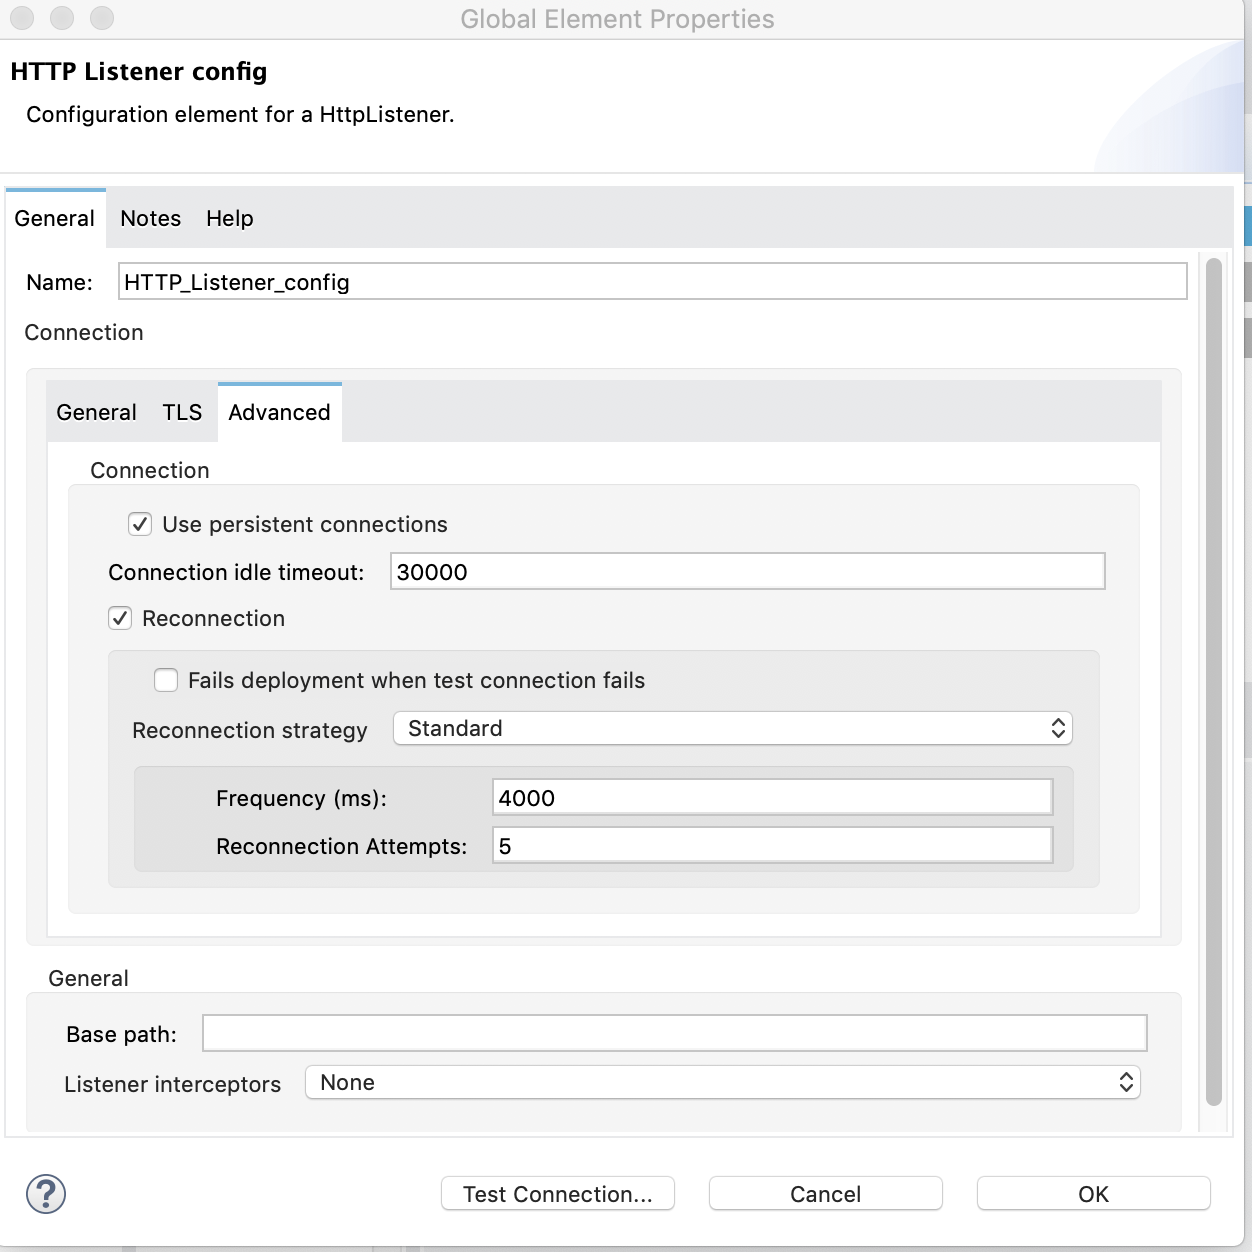 Global Element Properties
HTTP Listener config
Configuration element for a HttpListener.
General Notes Help
Name: HTTP_Listener_config
Connection
General TLS Advanced
Connection
Use persistent connections
Connection idle timeout: 30000
Reconnection
Fails deployment when test connection fails
Reconnection strategy Standard
Frequency (ms): 4000
Reconnection Attempts: 5
General
Base path:
Listener interceptors None
? Test Connection... Cancel OK